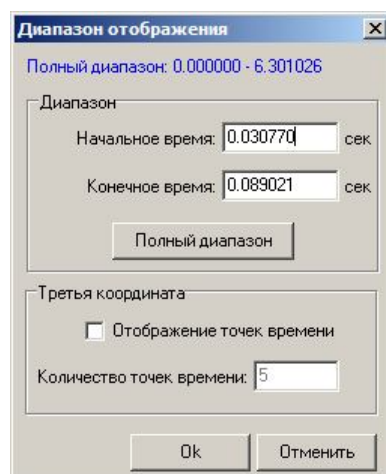 Диапазон отображения
Полный диапазон: 0.000000 - 6.301026
Диапазон
Начальное время: 0.030770 сек
Конечное время: 0.089021 сек
Полный диапазон
Третья координата
Отображение точек времени
Количество точек времени: 5
Ok Отменить